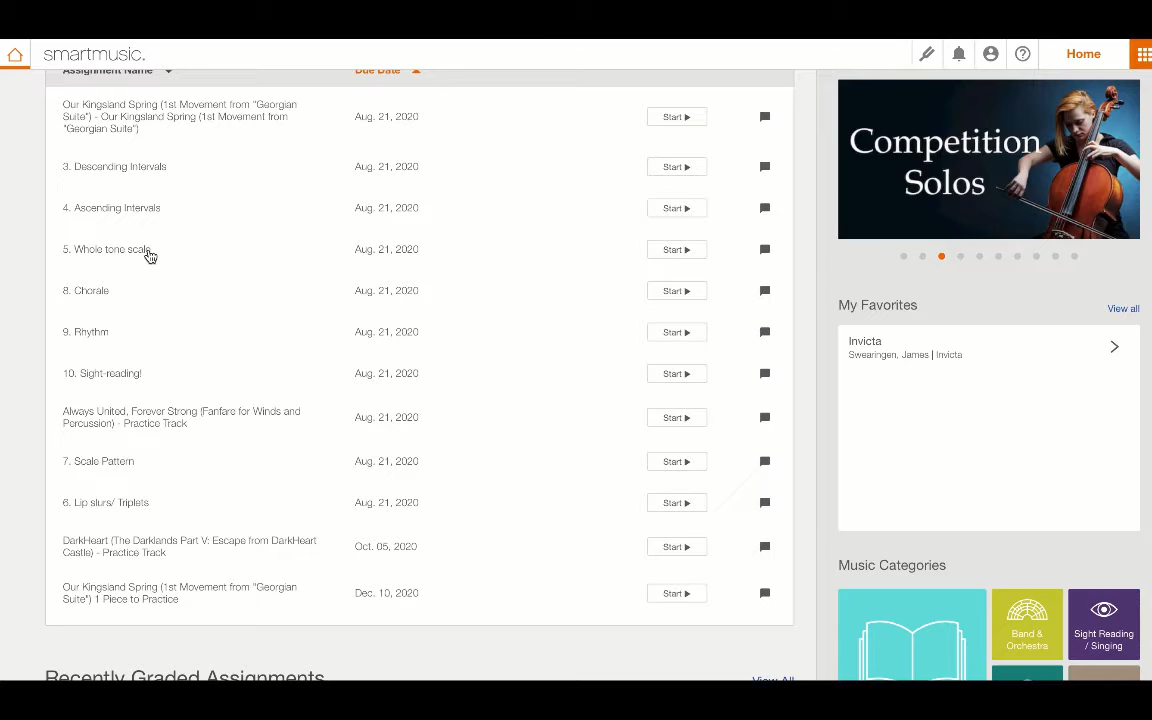 smartmusic.
Home
Assignment Name
Due Date
Our Kingsland Spring (1st Movement from "Georgian
Suite") - Our Kingsland Spring (1st Movement from
"Georgian Suite")
Aug. 21, 2020
Start
3. Descending Intervals
Aug. 21, 2020
Start
4. Ascending Intervals
Aug. 21, 2020
Start
5. Whole tone scale
Aug. 21, 2020
Start
8. Chorale
Aug. 21, 2020
Start
9. Rhythm
Aug. 21, 2020
Start
10. Sight-reading!
Aug. 21, 2020
Start
Always United, Forever Strong (Fanfare for Winds and
Percussion) - Practice Track
Aug. 21, 2020
Start
7. Scale Pattern
Aug. 21, 2020
Start
6. Lip slurs/ Triplets
Aug. 21, 2020
Start
DarkHeart (The Darklands Part V: Escape from DarkHeart
Castle) - Practice Track
Oct. 05, 2020
Start
Our Kingsland Spring (1st Movement from "Georgian
Suite") 1 Piece to Practice
Dec. 10, 2020
Start
Recently Graded Assignments
View All
Competition
Solos
My Favorites
View all
Invicta
Swearingen, James | Invicta
Music Categories
Band &
Orchestra
Sight Reading
/ Singing